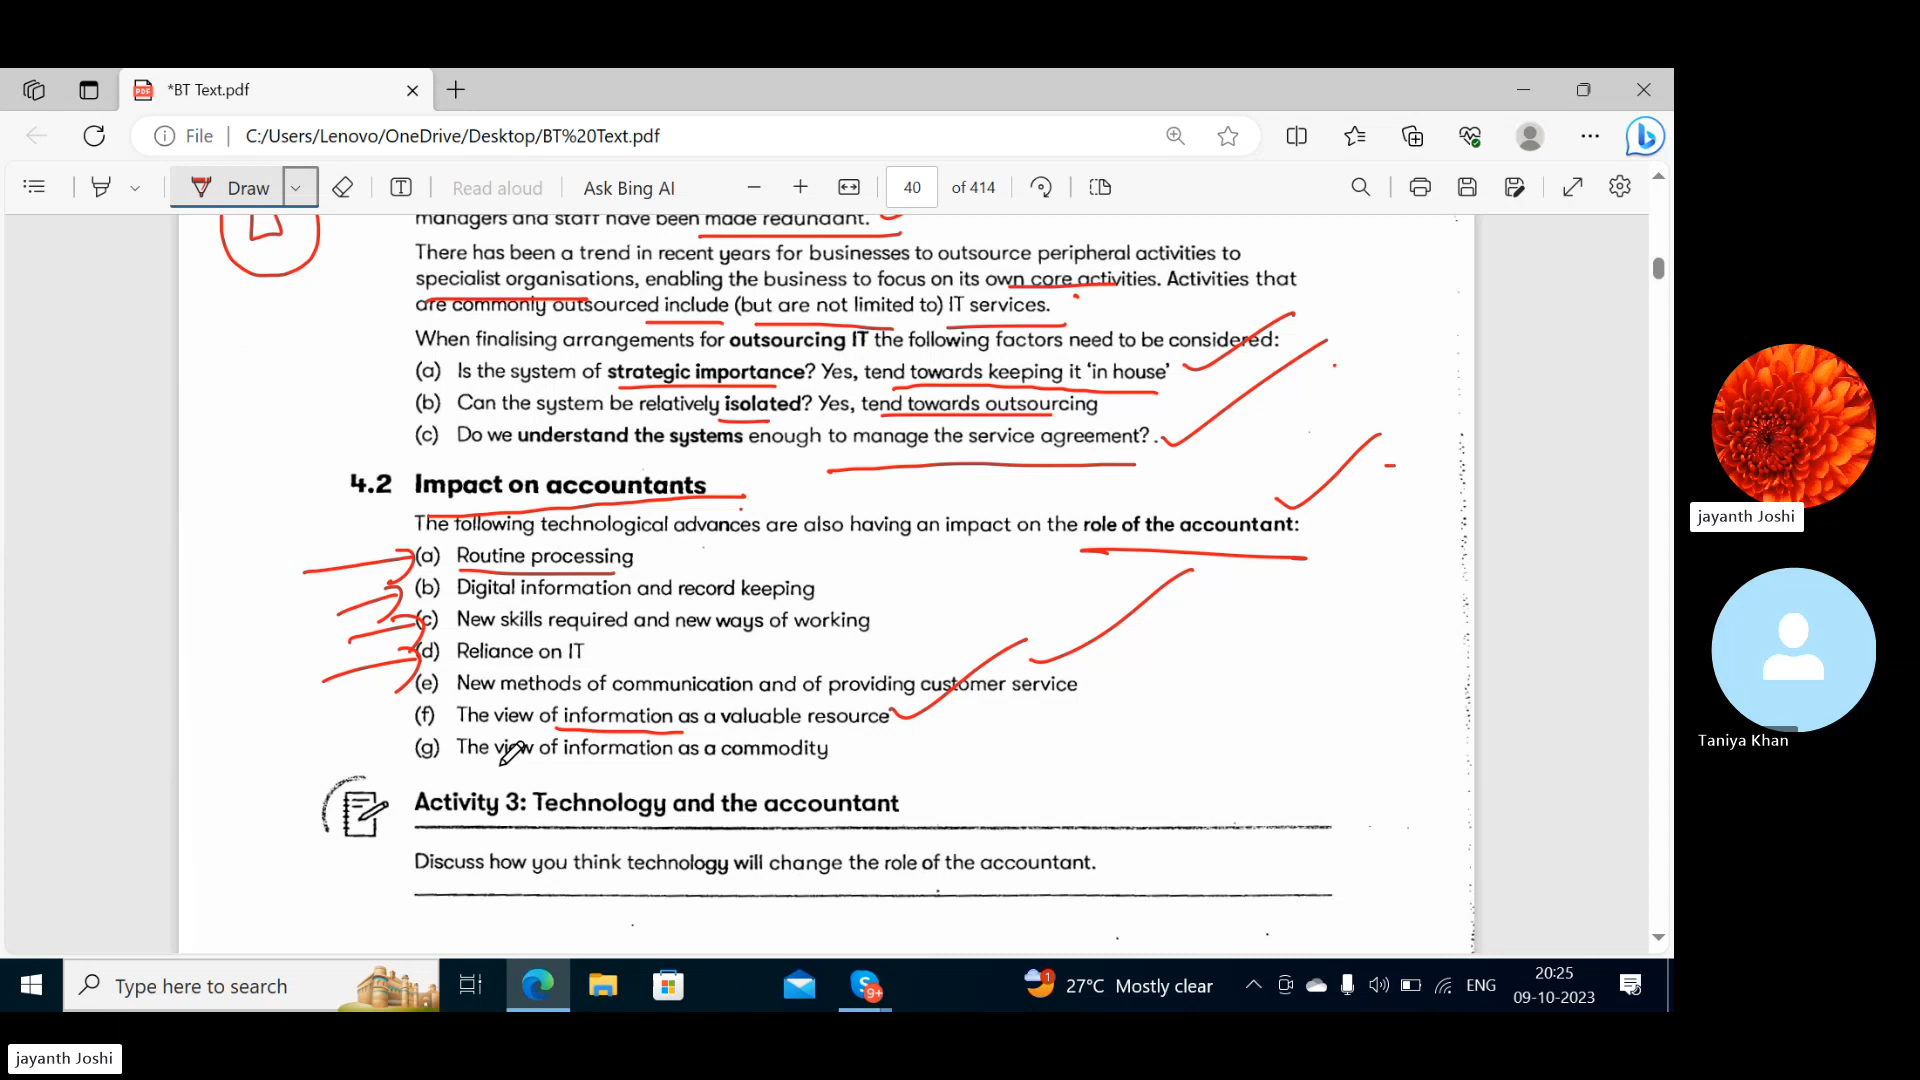 *BT Text.pdf
File
C:/Users/Lenovo/OneDrive/Desktop/BT%20Text.pdf
Draw
Read aloud
Ask Bing AI
40
of 414
managers and staff have been made redundant.
There has been a trend in recent years for businesses to outsource peripheral activities to
specialist organisations, enabling the business to focus on its own core activities. Activities that
are commonly outsourced include (but are not limited to) IT services.
When finalising arrangements for outsourcing IT the following factors need to be considered:
(a) Is the system of strategic importance? Yes, tend towards keeping it 'in house'
(b) Can the system be relatively isolated? Yes, tend towards outsourcing
(c) Do we understand the systems enough to manage the service agreement?
4.2 Impact on accountants
The following technological advances are also having an impact on the role of the accountant:
(a) Routine processing
(b) Digital information and record keeping
(c) New skills required and new ways of working
(d) Reliance on IT
(e) New methods of communication and of providing customer service
(f) The view of information as a valuable resource
(g) The view of information as a commodity
Activity 3: Technology and the accountant
Discuss how you think technology will change the role of the accountant.
jayanth Joshi
Taniya Khan
Type here to search
9+
1
27°C Mostly clear
ENG
20:25
09-10-2023
jayanth Joshi